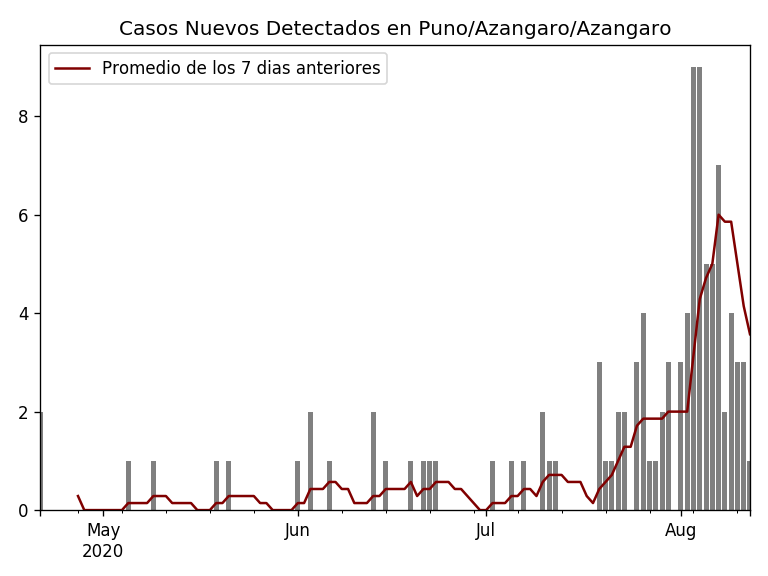 Casos Nuevos Detectados en Puno/Azangaro/Azangaro
Promedio de los 7 dias anteriores
8
6
4
2
0
May Jun Jul Aug
2020